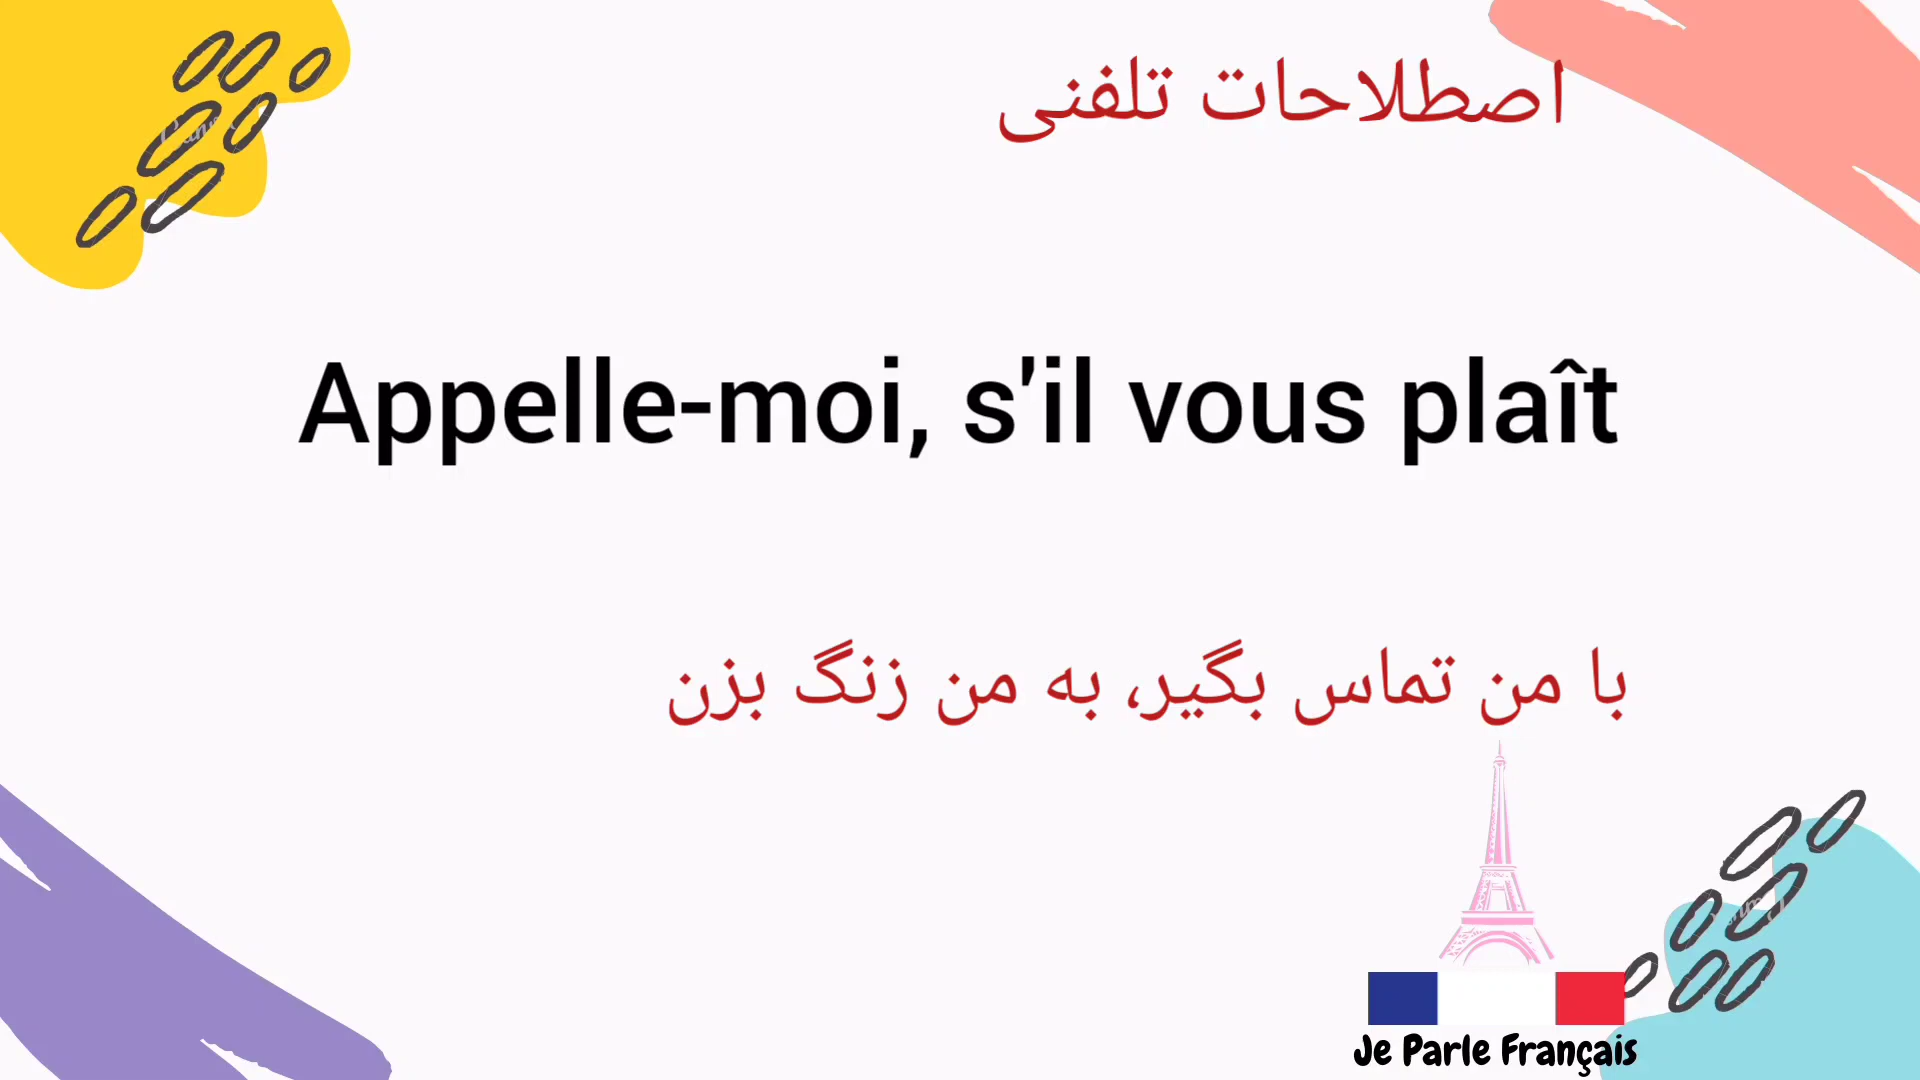 اصطلاحات تلفنی
Appelle-moi, s'il vous plaît
با من تماس بگیر، به من زنگ بزن
Je Parle Français